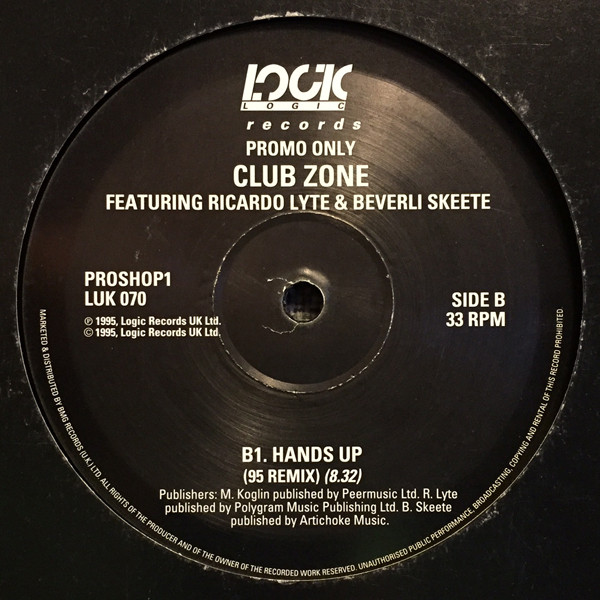 LOGIC
LOGIC
records
PROMO ONLY
CLUB ZONE
FEATURING RICARDO LYTE & BEVERLI SKEETE
PROSHOP1
LUK 070
℗ 1995, Logic Records UK Ltd.
© 1995, Logic Records UK Ltd.
SIDE B
33 RPM
B1. HANDS UP
(95 REMIX) (8.32)
Publishers: M. Koglin published by Peermusic Ltd. R. Lyte
published by Polygram Music Publishing Ltd. B. Skeete
published by Artichoke Music.
MARKETED & DISTRIBUTED BY BMG RECORDS (U.K.) LTD. ALL RIGHTS OF THE PRODUCER AND OF THE OWNER OF THE RECORDED WORK RESERVED. UNAUTHORISED PUBLIC PERFORMANCE, BROADCASTING, COPYING AND RENTAL OF THIS RECORD PROHIBITED.